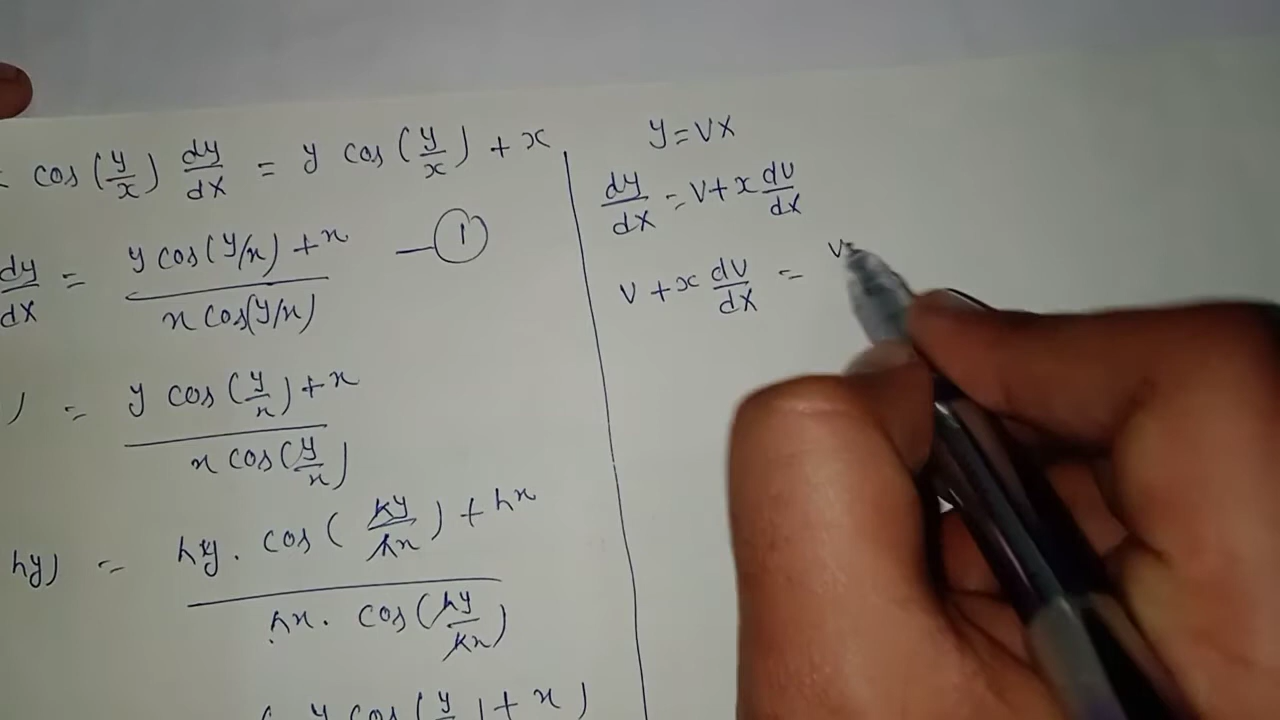 cos(y/x) dy/dx = y cos(y/x) + x
dy/dx = (y cos(y/x) + x)/(x cos(y/x)) — ①
) = (y cos(y/x) + x)/(x cos(y/x))
hy) = (hy. cos(hy/hx) + hx)/(hx. cos(hy/hx))
y cos(y + x)
y = vx
dy/dx = v + x dv/dx
v + x dv/dx = v